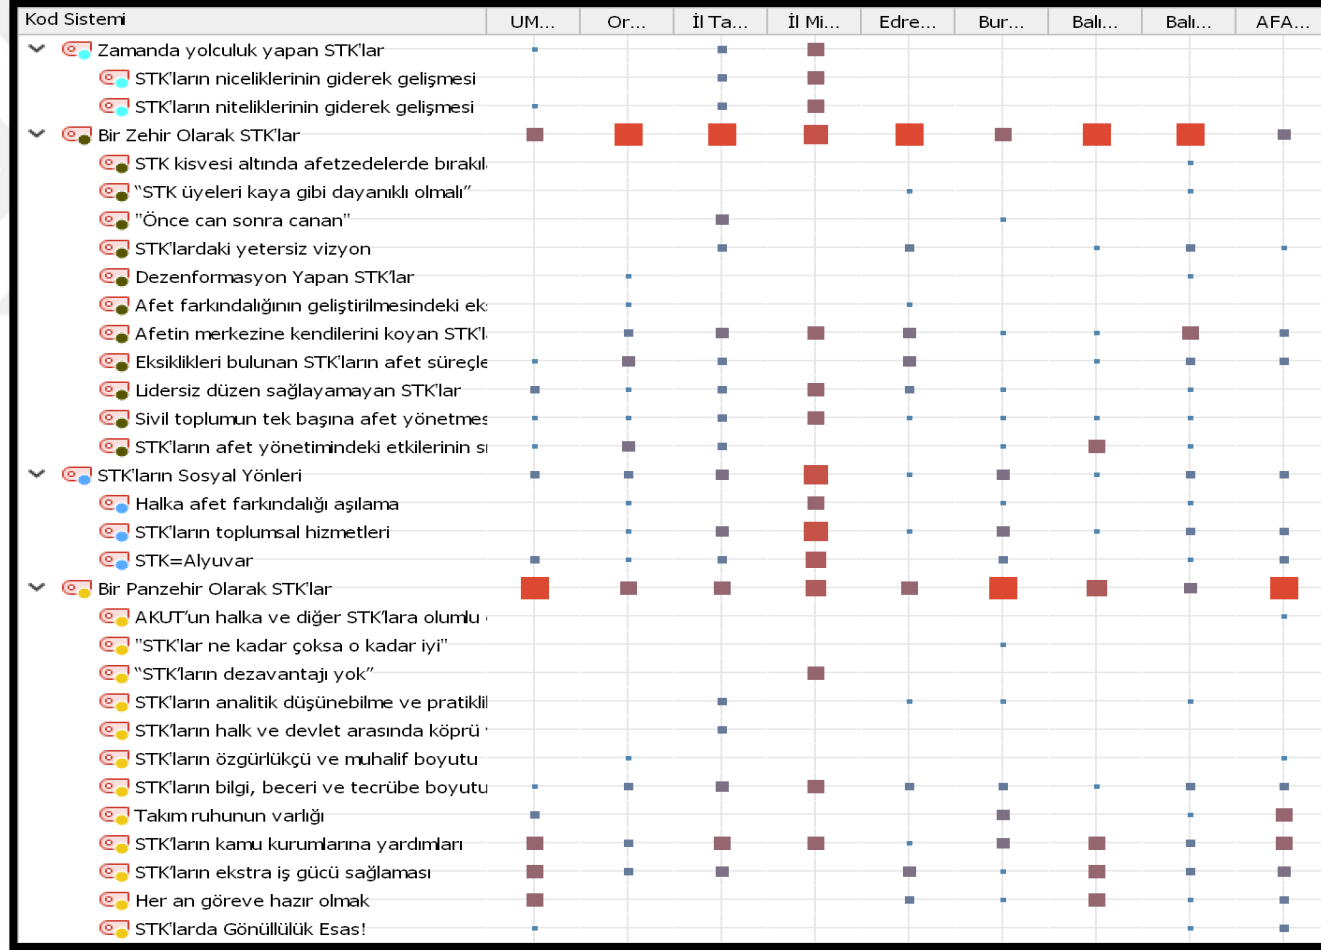 Kod Sistemi UM... Or... İl Ta... İl Mi... Edre... Bur... Balı... Balı... AFA...
Zamanda yolculuk yapan STK'lar
STK'ların niceliklerinin giderek gelişmesi
STK'ların niteliklerinin giderek gelişmesi
Bir Zehir Olarak STK'lar
STK kisvesi altında afetzedelerde bırakıl
“STK üyeleri kaya gibi dayanıklı olmalı”
"Önce can sonra canan"
STK'lardaki yetersiz vizyon
Dezenformasyon Yapan STK'lar
Afet farkındalığının geliştirilmesindeki ek
Afetin merkezine kendilerini koyan STK'l
Eksiklikleri bulunan STK'ların afet süreçle
Lidersiz düzen sağlayamayan STK'lar
Sivil toplumun tek başına afet yönetmes
STK'ların afet yönetimindeki etkilerinin sı
STK'ların Sosyal Yönleri
Halka afet farkındalığı aşılama
STK'ların toplumsal hizmetleri
STK=Alyuvar
Bir Panzehir Olarak STK'lar
AKUT'un halka ve diğer STK'lara olumlu
"STK'lar ne kadar çoksa o kadar iyi"
“STK'ların dezavantajı yok”
STK'ların analitik düşünebilme ve pratikli
STK'ların halk ve devlet arasında köprü
STK'ların özgürlükçü ve muhalif boyutu
STK'ların bilgi, beceri ve tecrübe boyutu
Takım ruhunun varlığı
STK'ların kamu kurumlarına yardımları
STK'ların ekstra iş gücü sağlaması
Her an göreve hazır olmak
STK'larda Gönüllülük Esas!